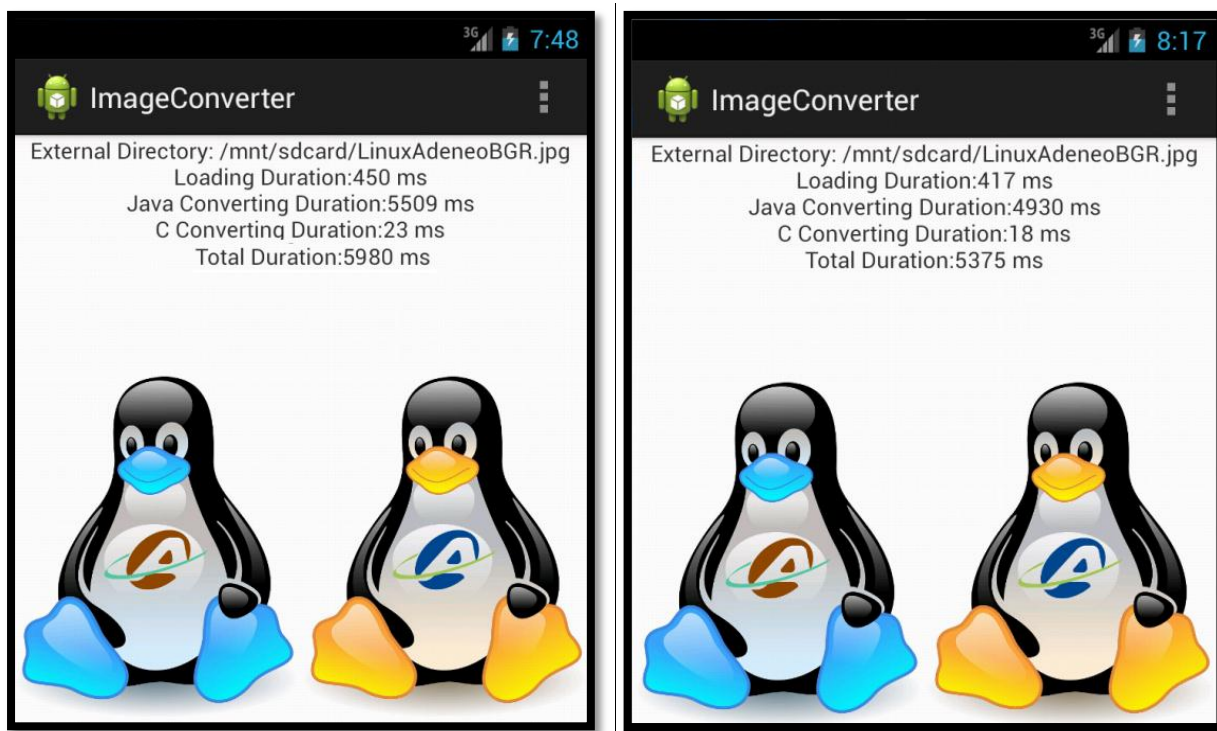 3G 7:48
ImageConverter
External Directory: /mnt/sdcard/LinuxAdeneoBGR.jpg
Loading Duration:450 ms
Java Converting Duration:5509 ms
C Converting Duration:23 ms
Total Duration:5980 ms
3G 8:17
ImageConverter
External Directory: /mnt/sdcard/LinuxAdeneoBGR.jpg
Loading Duration:417 ms
Java Converting Duration:4930 ms
C Converting Duration:18 ms
Total Duration:5375 ms